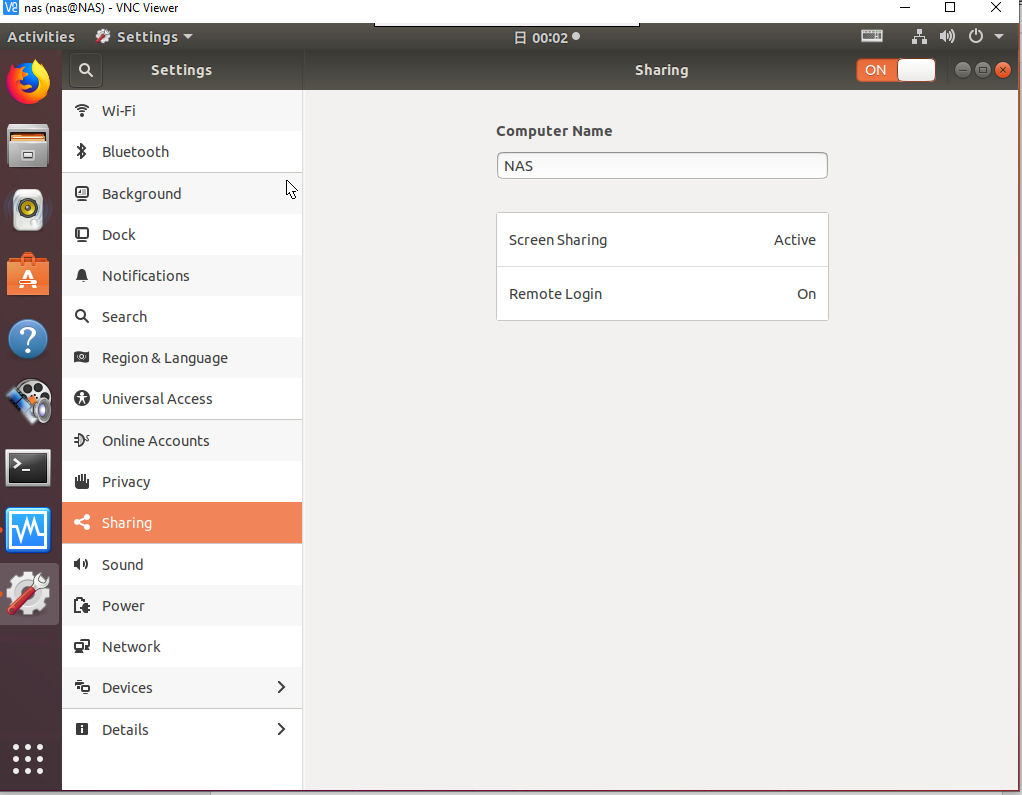 nas (nas@NAS) - VNC Viewer
Activities
Settings
日 00:02
Settings
Sharing
ON
Wi-Fi
Bluetooth
Background
Dock
Notifications
Search
Region & Language
Universal Access
Online Accounts
Privacy
Sharing
Sound
Power
Network
Devices
Details
Computer Name
NAS
Screen Sharing Active
Remote Login On